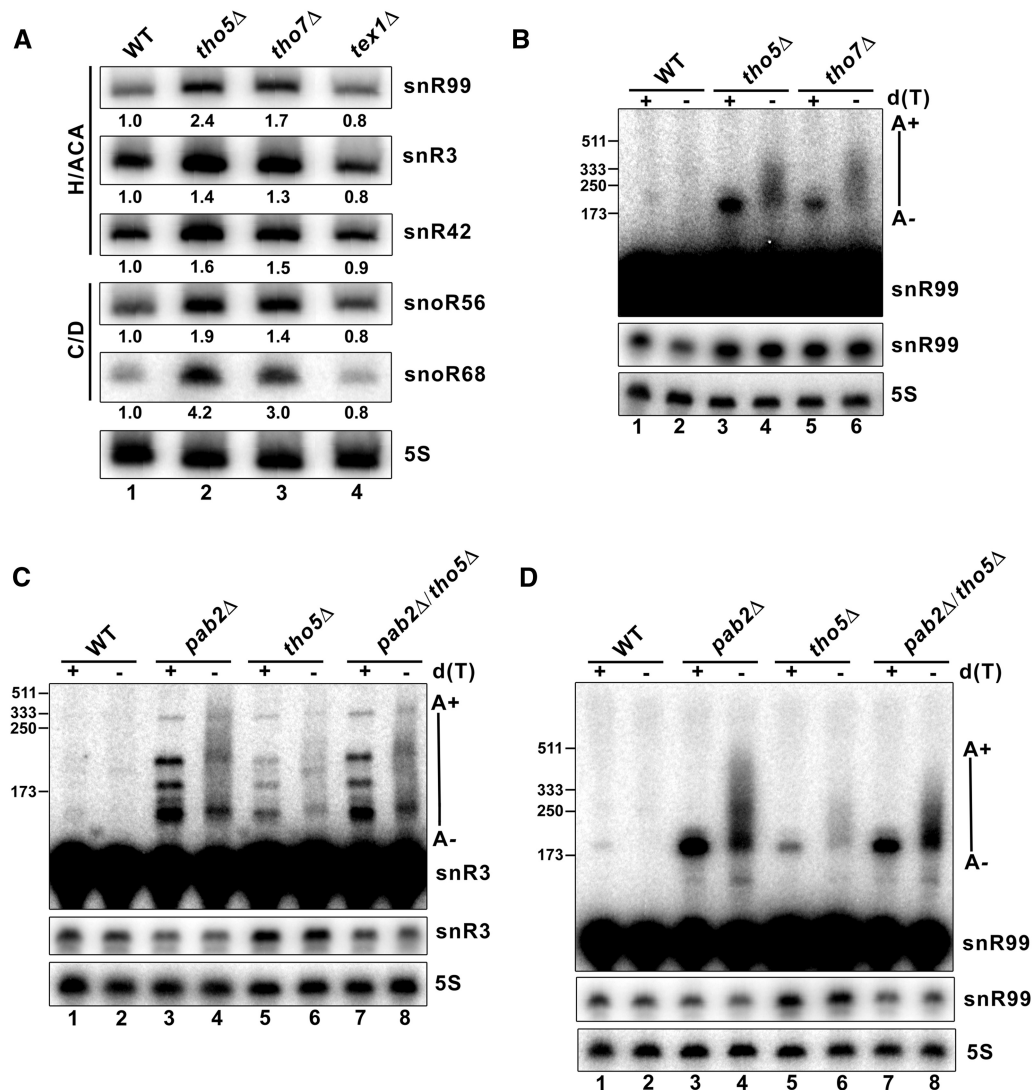 A
WT tho5Δ tho7Δ tex1Δ
H/ACA
snR99
1.0 2.4 1.7 0.8
snR3
1.0 1.4 1.3 0.8
snR42
1.0 1.6 1.5 0.9
C/D
snoR56
1.0 1.9 1.4 0.8
snoR68
1.0 4.2 3.0 0.8
5S
1 2 3 4
B
WT tho5Δ tho7Δ
+ - + - + - d(T)
A+
511
333
250
173
A-
snR99
snR99
5S
1 2 3 4 5 6
C
WT pab2Δ tho5Δ pab2Δ/tho5Δ
+ - + - + - + - d(T)
511
A+
333
250
173
A-
snR3
snR3
5S
1 2 3 4 5 6 7 8
D
WT pab2Δ tho5Δ pab2Δ/tho5Δ
+ - + - + - + - d(T)
511
A+
333
250
173
A-
snR99
snR99
5S
1 2 3 4 5 6 7 8